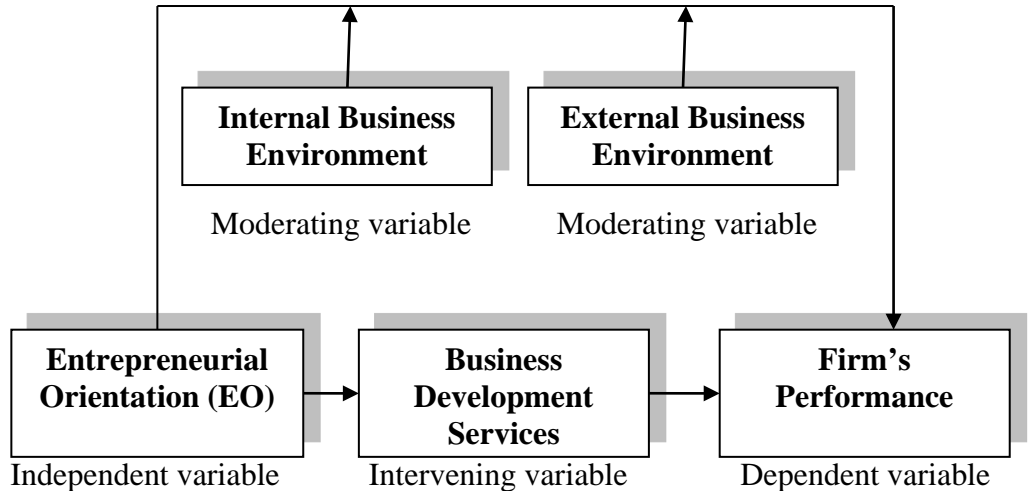 Internal Business
Environment
External Business
Environment
Moderating variable
Moderating variable
Entrepreneurial
Orientation (EO)
Business
Development
Services
Firm’s
Performance
Independent variable
Intervening variable
Dependent variable